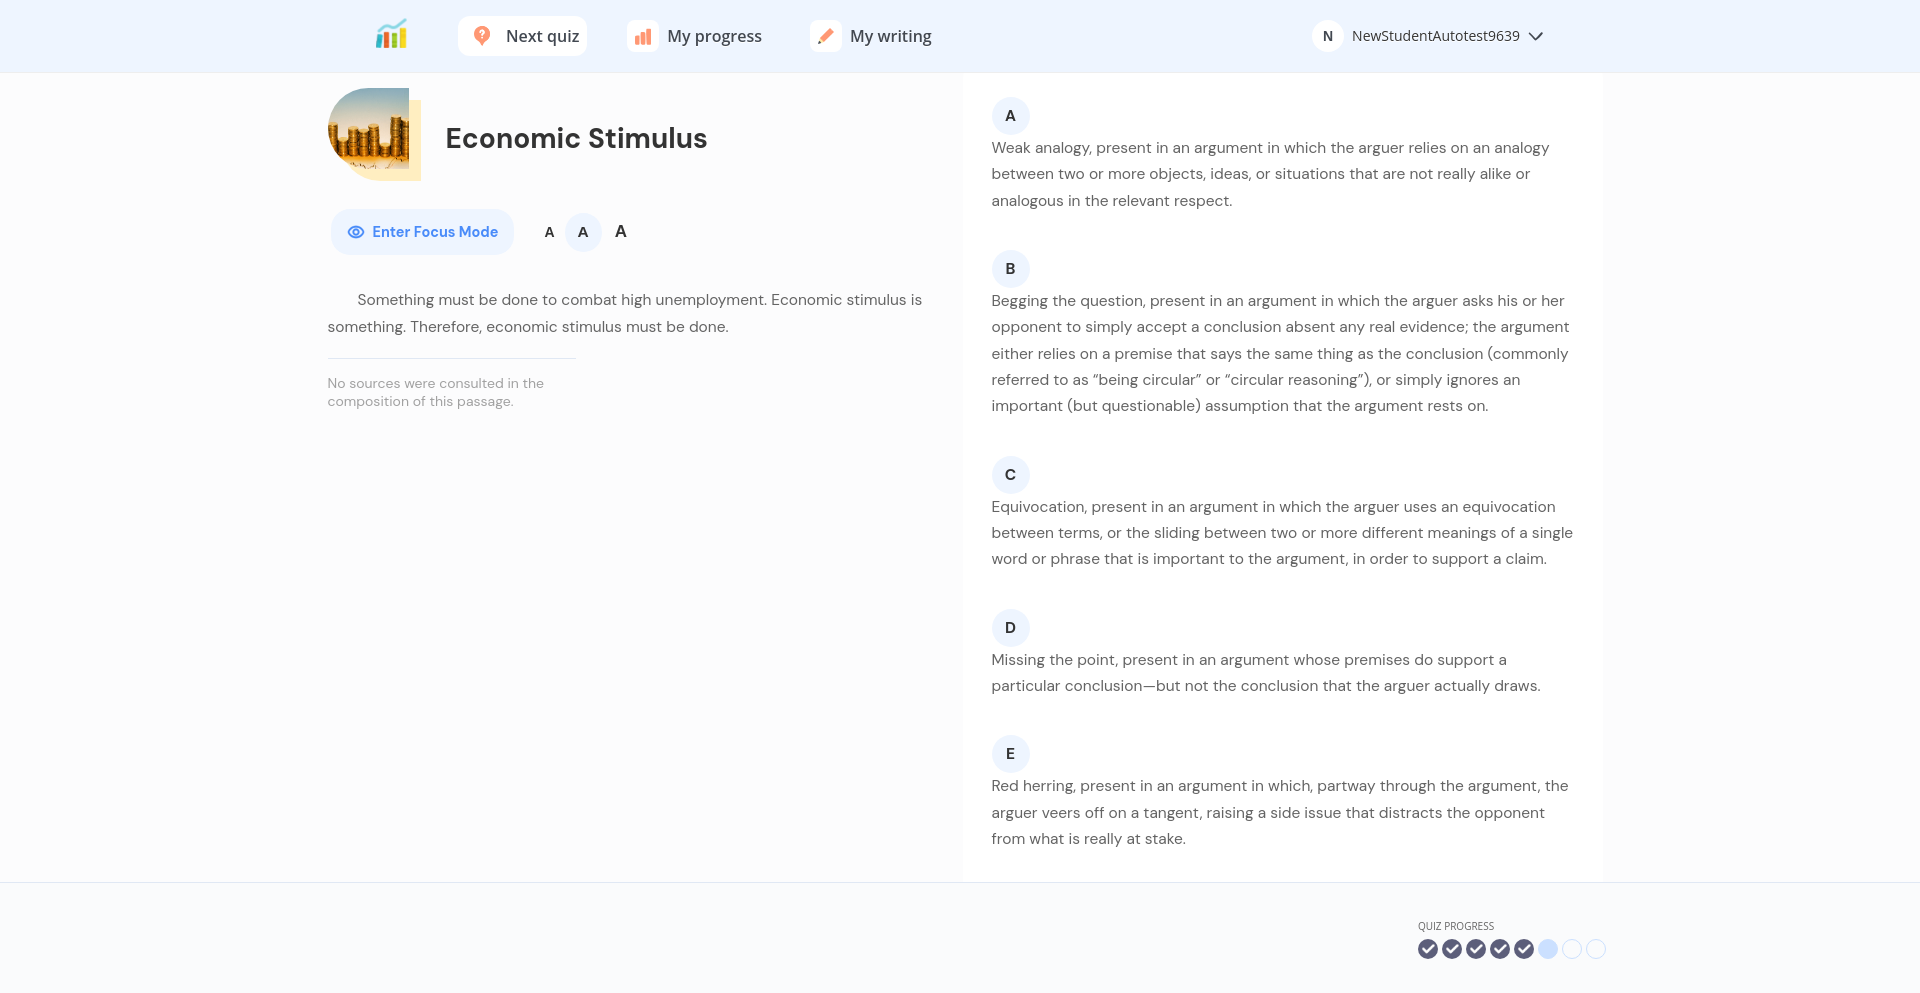 Next quiz
My progress
My writing
N
NewStudentAutotest9639
Economic Stimulus
Enter Focus Mode
A A A
Something must be done to combat high unemployment. Economic stimulus is
something. Therefore, economic stimulus must be done.
No sources were consulted in the
composition of this passage.
A
Weak analogy, present in an argument in which the arguer relies on an analogy
between two or more objects, ideas, or situations that are not really alike or
analogous in the relevant respect.
B
Begging the question, present in an argument in which the arguer asks his or her
opponent to simply accept a conclusion absent any real evidence; the argument
either relies on a premise that says the same thing as the conclusion (commonly
referred to as “being circular” or “circular reasoning”), or simply ignores an
important (but questionable) assumption that the argument rests on.
C
Equivocation, present in an argument in which the arguer uses an equivocation
between terms, or the sliding between two or more different meanings of a single
word or phrase that is important to the argument, in order to support a claim.
D
Missing the point, present in an argument whose premises do support a
particular conclusion—but not the conclusion that the arguer actually draws.
E
Red herring, present in an argument in which, partway through the argument, the
arguer veers off on a tangent, raising a side issue that distracts the opponent
from what is really at stake.
QUIZ PROGRESS